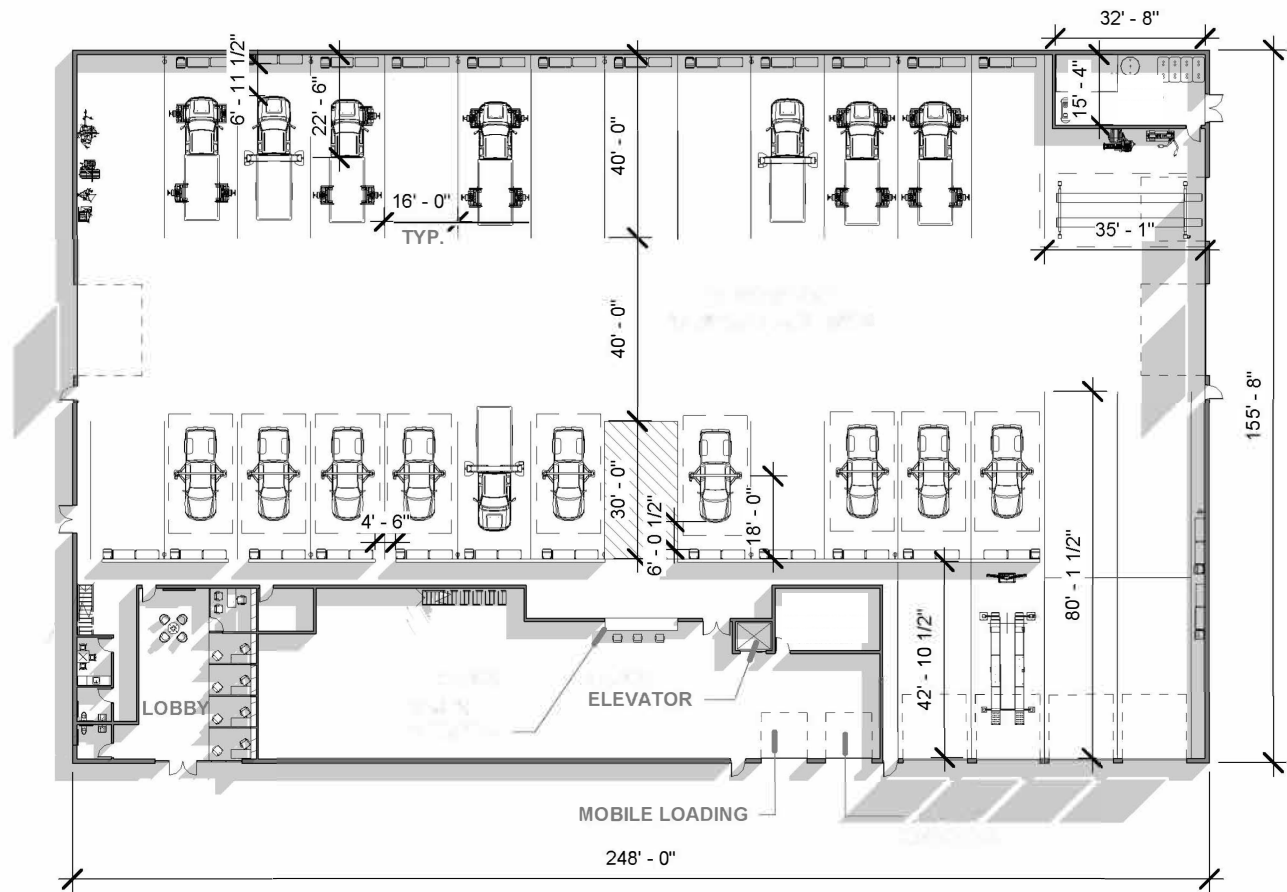 32' - 8"
6' - 11 1/2"
22' - 6"
40' - 0"
15' - 4"
16' - 0"
TYP.
35' - 1"
40' - 0"
155' - 8"
30' - 0"
4' - 6"
6' - 0 1/2"
18' - 0"
80' - 1 1/2"
42' - 10 1/2"
ELEVATOR
LOBBY
MOBILE LOADING
248' - 0"